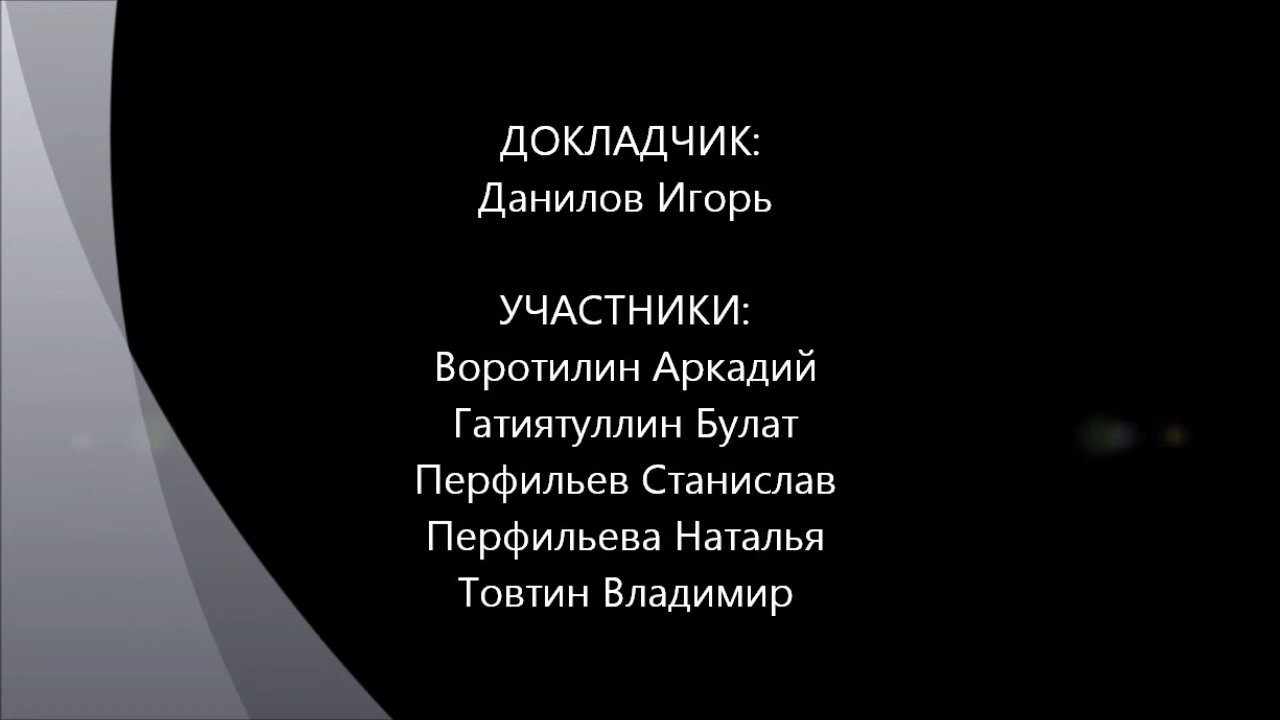 ДОКЛАДЧИК:
Данилов Игорь
УЧАСТНИКИ:
Воротилин Аркадий
Гатиятуллин Булат
Перфильев Станислав
Перфильева Наталья
Товтин Владимир